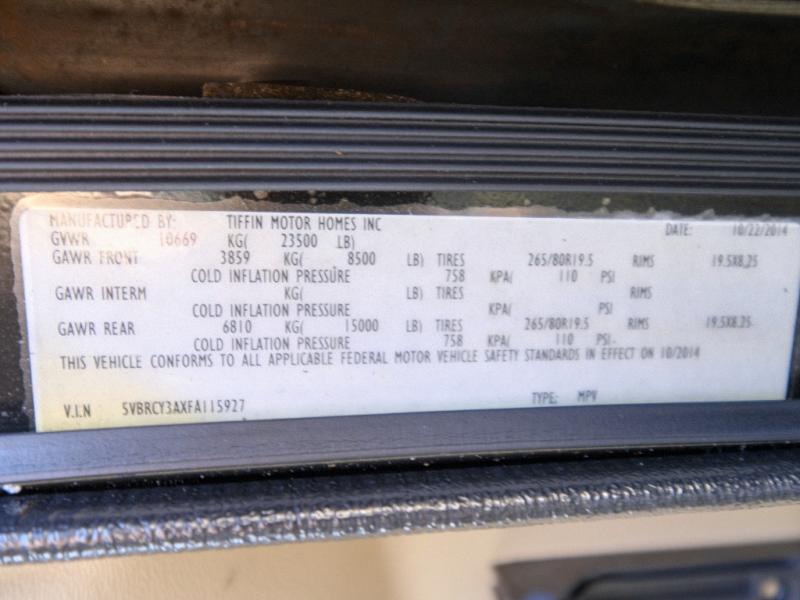 MANUFACTURED BY: TIFFIN MOTOR HOMES INC DATE: 10/22/2014
GVWR 10669 KG( 23500 LB)
GAWR FRONT 3859 KG( 8500 LB) TIRES 265/80R19.5 RIMS 19.5X8.25
COLD INFLATION PRESSURE 758 KPA( 110 PSI
GAWR INTERM KG( LB) TIRES RIMS
COLD INFLATION PRESSURE KPA( PSI
GAWR REAR 6810 KG( 15000 LB) TIRES 265/80R19.5 RIMS 19.5X8.25
COLD INFLATION PRESSURE 758 KPA( 110 PSI
THIS VEHICLE CONFORMS TO ALL APPLICABLE FEDERAL MOTOR VEHICLE SAFETY STANDARDS IN EFFECT ON 10/2014
V.I.N 5VBRCY3AXFA115927 TYPE: MPV